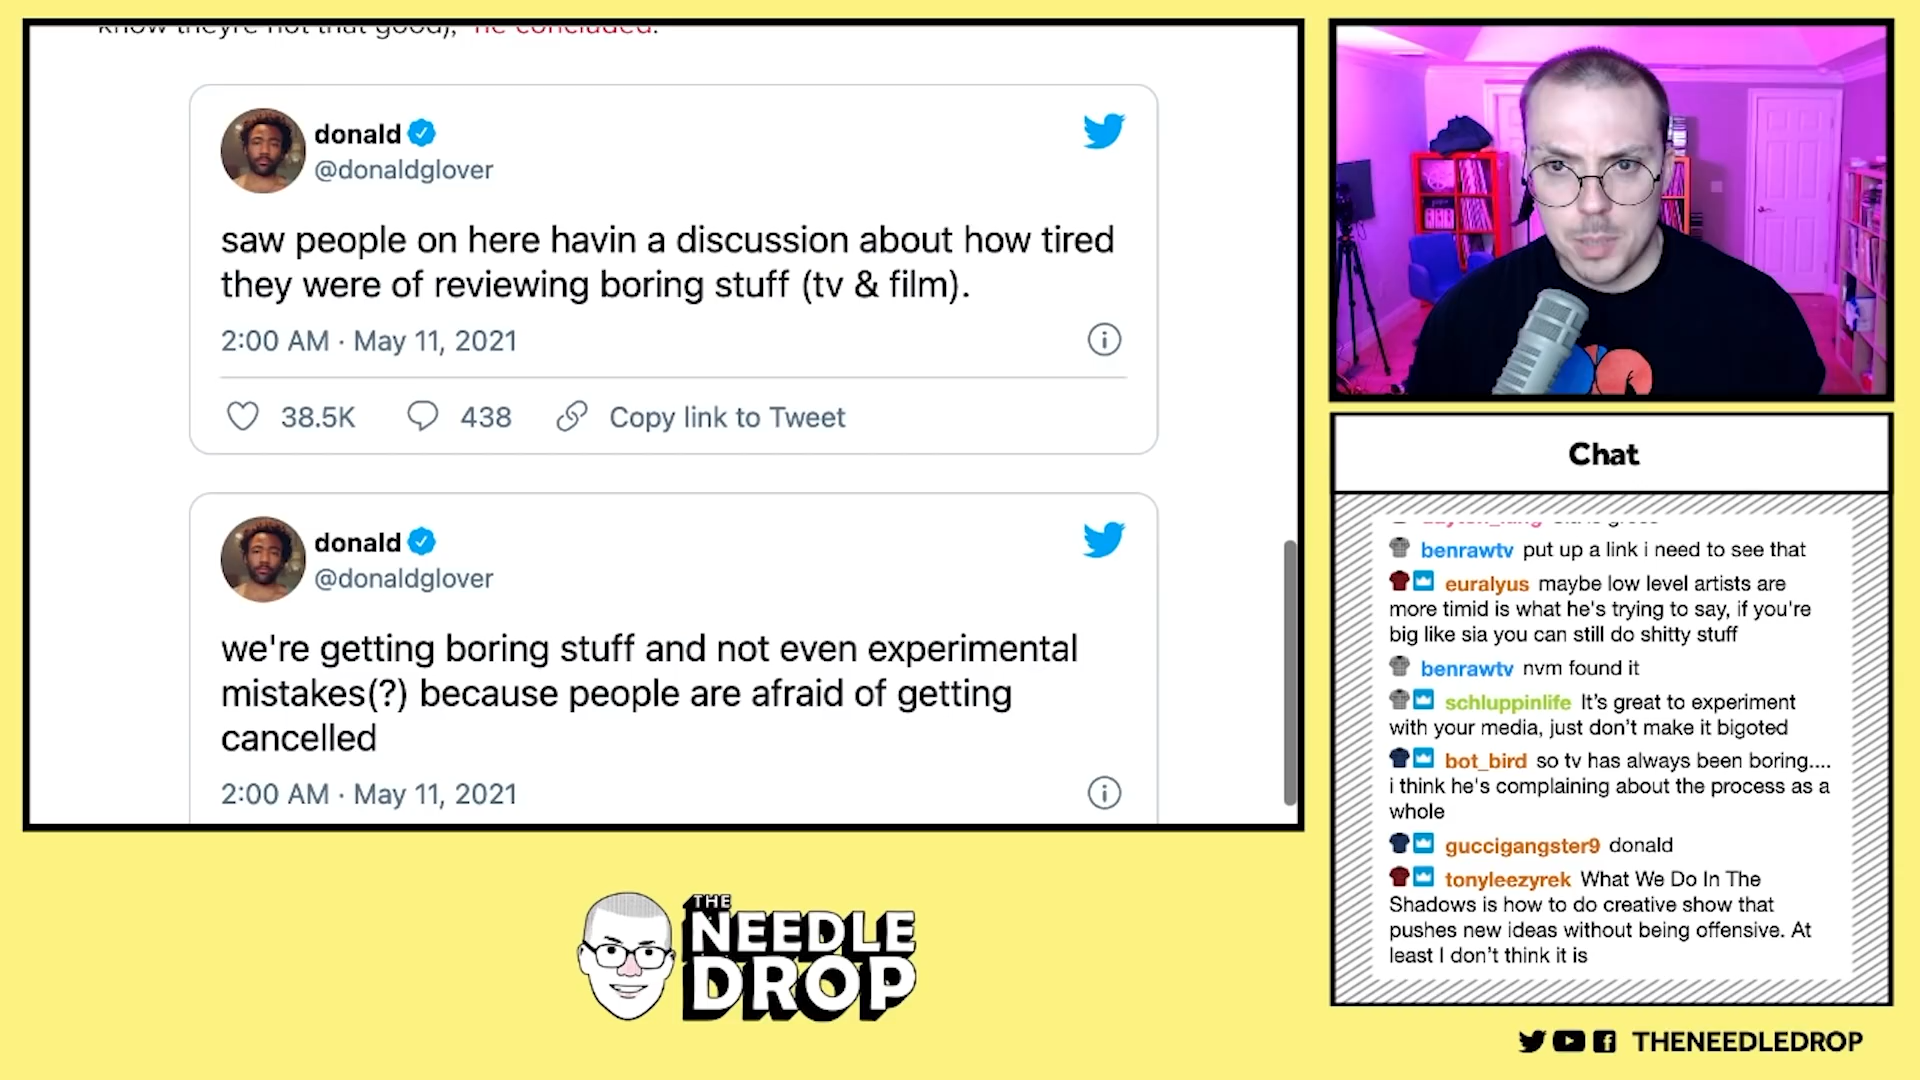 know theyre not that good), "he concluded.
donald
@donaldglover
saw people on here havin a discussion about how tired
they were of reviewing boring stuff (tv & film).
2:00 AM · May 11, 2021
38.5K 438 Copy link to Tweet
donald
@donaldglover
we're getting boring stuff and not even experimental
mistakes(?) because people are afraid of getting
cancelled
2:00 AM · May 11, 2021
THE
NEEDLE
DROP
Chat
benrawtv put up a link i need to see that
euralyus maybe low level artists are
more timid is what he's trying to say, if you're
big like sia you can still do shitty stuff
benrawtv nvm found it
schluppinlife It's great to experiment
with your media, just don't make it bigoted
bot_bird so tv has always been boring....
i think he's complaining about the process as a
whole
guccigangster9 donald
tonyleezyrek What We Do In The
Shadows is how to do creative show that
pushes new ideas without being offensive. At
least I don't think it is
THENEEDLEDROP